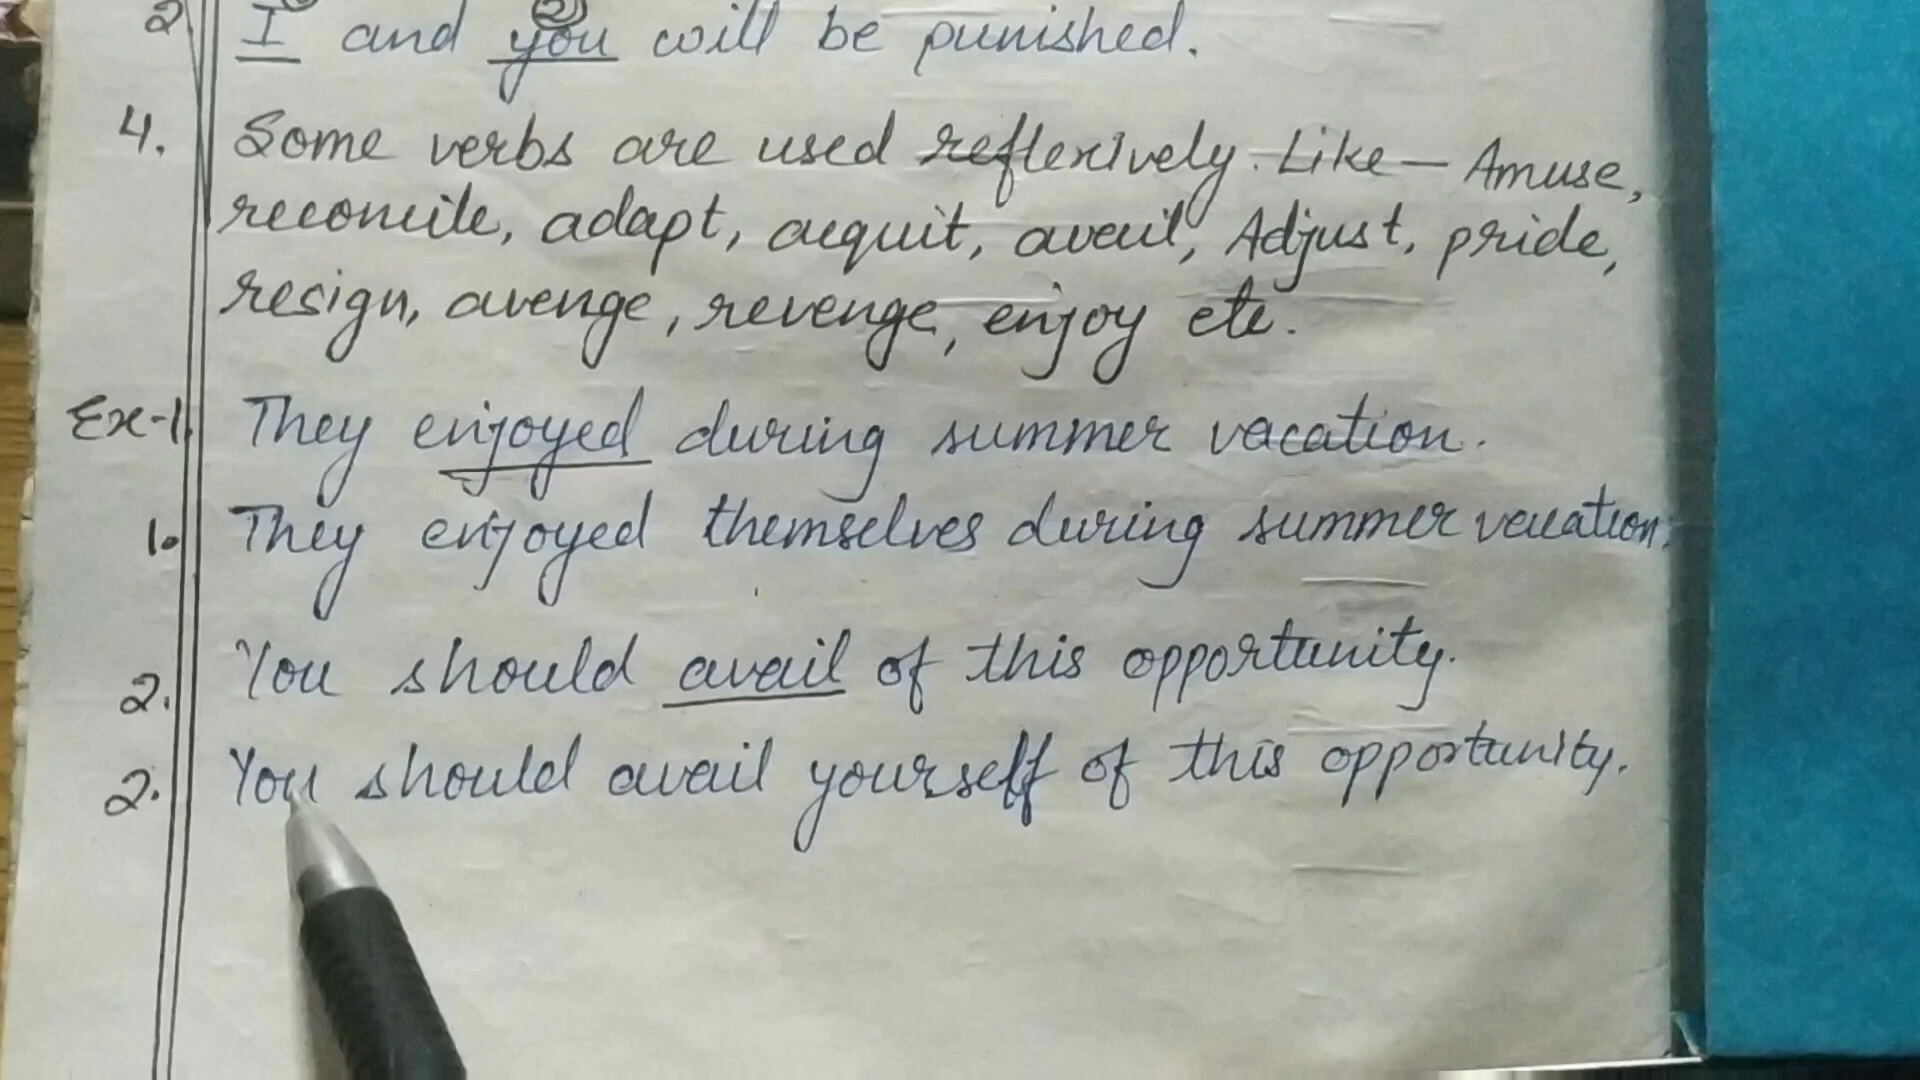 2 I and you (2) will be punished.
4. Some verbs are used reflexively. Like - Amuse,
reconcile, adapt, acquit, avail, Adjust, pride,
resign, avenge, revenge, enjoy etc.
Ex-1. They enjoyed during summer vacation.
1. They enjoyed themselves during summer vacation.
2. You should avail of this opportunity.
2. You should avail yourself of this opportunity.